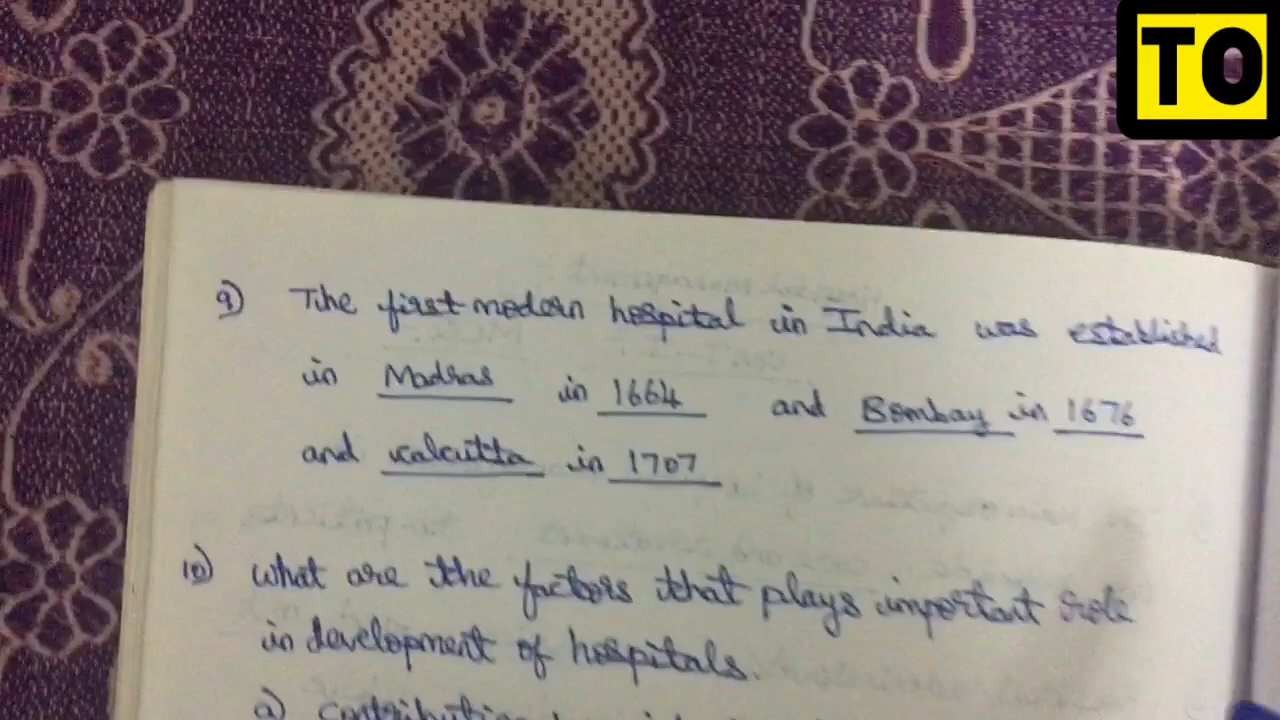 TO
9) The first modern hospital in India was established
in Madras in 1664 and Bombay in 1676
and calcutta in 1707
10) what are the factors that plays important role
in development of hospitals.
a)